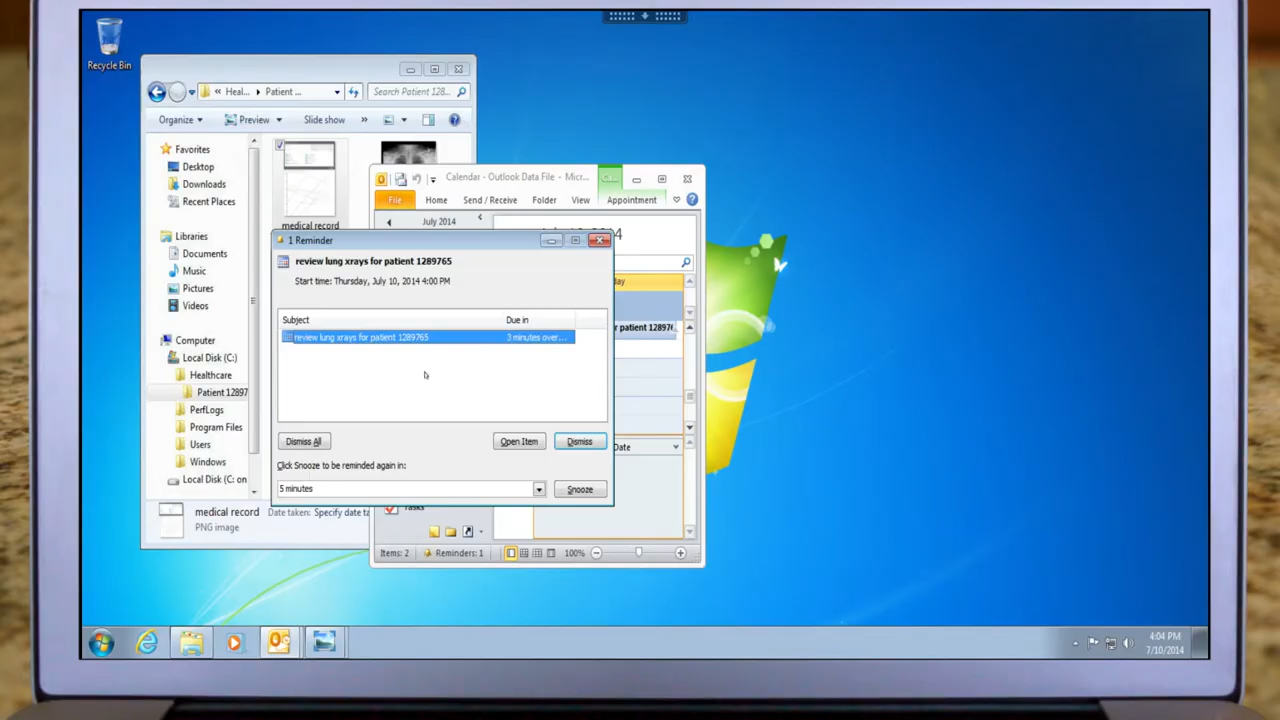 Recycle Bin
« Heal... Patient ...
Search Patient 128...
Organize
Preview
Slide show
»
Favorites
Desktop
Downloads
Recent Places
Libraries
Documents
Music
Pictures
Videos
Computer
Local Disk (C:)
Healthcare
Patient 12897
PerfLogs
Program Files
Users
Windows
Local Disk (C: on
medical record
medical record
Date taken: Specify date ta
PNG image
Calendar - Outlook Data File - Micr...
C...
File
Home
Send / Receive
Folder
View
Appointment
July 2014
4
day
r patient 12897
Date
Tasks
Items: 2
Reminders: 1
100%
1 Reminder
review lung xrays for patient 1289765
Start time: Thursday, July 10, 2014 4:00 PM
Subject
Due in
review lung xrays for patient 1289765
3 minutes over...
Dismiss All
Open Item
Dismiss
Click Snooze to be reminded again in:
5 minutes
Snooze
4:04 PM
7/10/2014